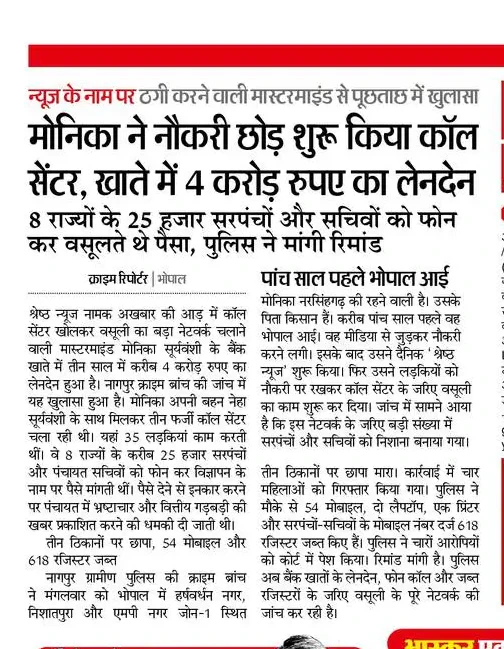 न्यूज के नाम पर ठगी करने वाली मास्टरमाइंड से पूछताछ में खुलासा
मोनिका ने नौकरी छोड़ शुरू किया कॉल
सेंटर, खाते में 4 करोड़ रुपए का लेनदेन
8 राज्यों के 25 हजार सरपंचों और सचिवों को फोन
कर वसूलते थे पैसा, पुलिस ने मांगी रिमांड
क्राइम रिपोर्टर | भोपाल
श्रेष्ठ न्यूज नामक अखबार की आड़ में कॉल
सेंटर खोलकर वसूली का बड़ा नेटवर्क चलाने
वाली मास्टरमाइंड मोनिका सूर्यवंशी के बैंक
खाते में तीन साल में करीब 4 करोड़ रुपए का
लेनदेन हुआ है। नागपुर क्राइम ब्रांच की जांच में
यह खुलासा हुआ है। मोनिका अपनी बहन नेहा
सूर्यवंशी के साथ मिलकर तीन फर्जी कॉल सेंटर
चला रही थी। यहां 35 लड़कियां काम करती
थीं। वे 8 राज्यों के करीब 25 हजार सरपंचों
और पंचायत सचिवों को फोन कर विज्ञापन के
नाम पर पैसे मांगती थीं। पैसे देने से इनकार करने
पर पंचायत में भ्रष्टाचार और वित्तीय गड़बड़ी की
खबर प्रकाशित करने की धमकी दी जाती थी।
तीन ठिकानों पर छापा, 54 मोबाइल और
618 रजिस्टर जब्त
नागपुर ग्रामीण पुलिस की क्राइम ब्रांच
ने मंगलवार को भोपाल में हर्षवर्धन नगर,
निशातपुरा और एमपी नगर जोन-1 स्थित
पांच साल पहले भोपाल आई
मोनिका नरसिंहगढ़ की रहने वाली है। उसके
पिता किसान हैं। करीब पांच साल पहले वह
भोपाल आई। वह मीडिया से जुड़कर नौकरी
करने लगी। इसके बाद उसने दैनिक 'श्रेष्ठ
न्यूज' शुरू किया। फिर उसने लड़कियों को
नौकरी पर रखकर कॉल सेंटर के जरिए वसूली
का काम शुरू कर दिया। जांच में सामने आया
है कि इस नेटवर्क के जरिए बड़ी संख्या में
सरपंचों और सचिवों को निशाना बनाया गया।
तीन ठिकानों पर छापा मारा। कार्रवाई में चार
महिलाओं को गिरफ्तार किया गया। पुलिस ने
मौके से 54 मोबाइल, दो लैपटॉप, एक प्रिंटर
और सरपंचों-सचिवों के मोबाइल नंबर दर्ज 618
रजिस्टर जब्त किए हैं। पुलिस ने चारों आरोपियों
को कोर्ट में पेश किया। रिमांड मांगी है। पुलिस
अब बैंक खातों के लेनदेन, फोन कॉल और जब्त
रजिस्टरों के जरिए वसूली के पूरे नेटवर्क की
जांच कर रही है।